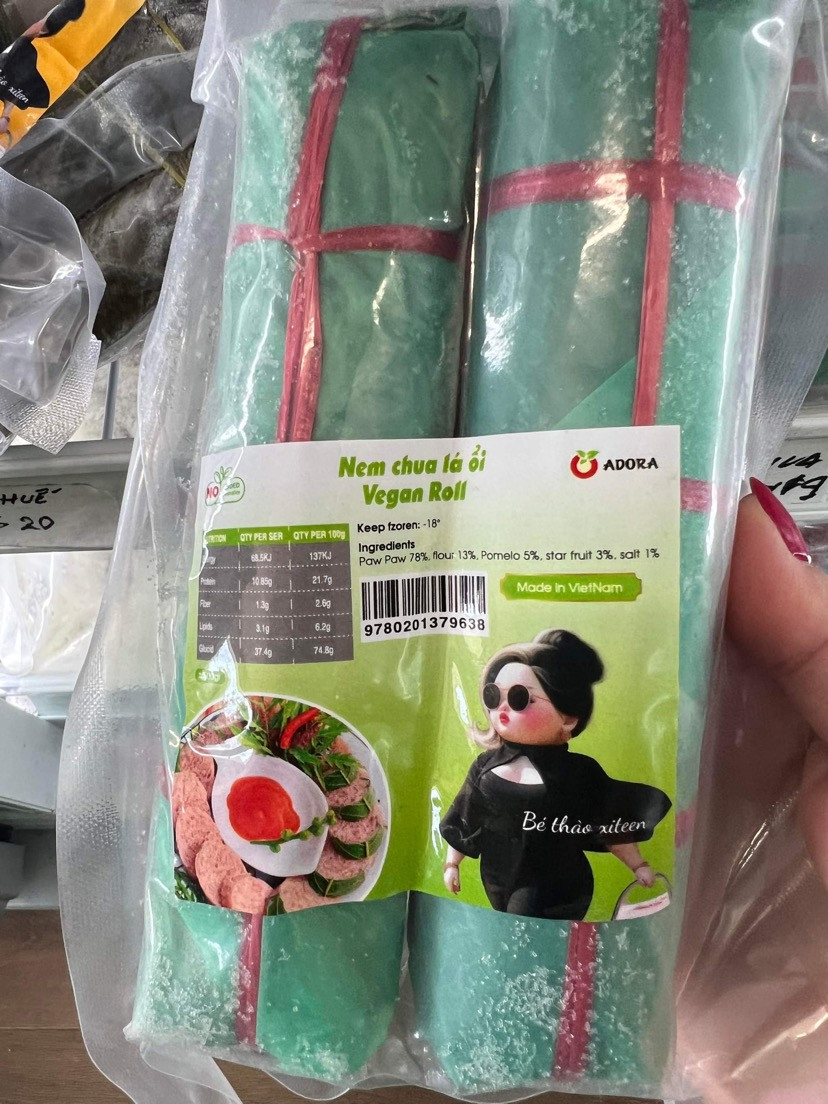 Nem chua lá ổi
Vegan Roll
ADORA
NO
Keep fzoren: -18°
Ingredients
Paw Paw 78%, flour 13%, Pomelo 5%, star fruit 3%, salt 1%
QTY PER SER QTY PER 100g
68.5KJ 137KJ
Protein 10.85g 21.7g
Fiber 1.3g 2.6g
Lipids 3.1g 6.2g
Glucid 37.4g 74.8g
9780201379638
Made in VietNam
Bé thảo xiteen
HUẾ
20